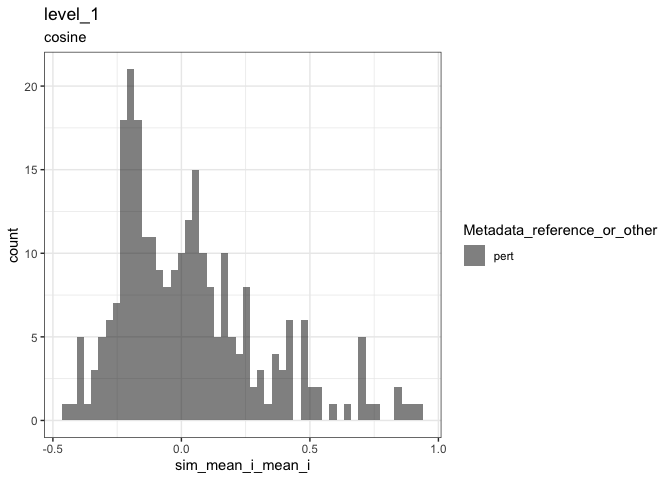 level_1
cosine
20
15
10
5
0
count
-0.5
0.0
0.5
1.0
sim_mean_i_mean_i
Metadata_reference_or_other
pert